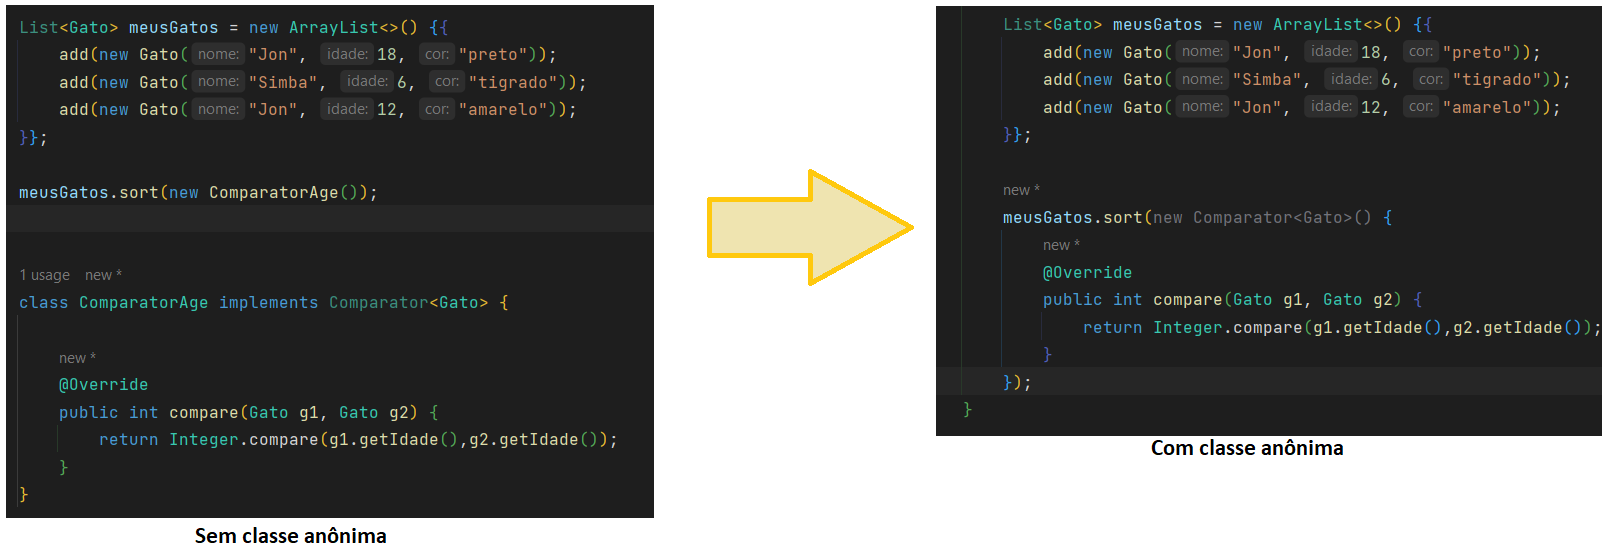 List<Gato> meusGatos = new ArrayList<>() {{
add(new Gato( nome: "Jon", idade: 18, cor: "preto"));
add(new Gato( nome: "Simba", idade: 6, cor: "tigrado"));
add(new Gato( nome: "Jon", idade: 12, cor: "amarelo"));
}};
meusGatos.sort(new ComparatorAge());
1 usage new *
class ComparatorAge implements Comparator<Gato> {
new *
@Override
public int compare(Gato g1, Gato g2) {
return Integer.compare(g1.getIdade(),g2.getIdade());
}
}
Sem classe anônima
List<Gato> meusGatos = new ArrayList<>() {{
add(new Gato( nome: "Jon", idade: 18, cor: "preto"));
add(new Gato( nome: "Simba", idade: 6, cor: "tigrado"));
add(new Gato( nome: "Jon", idade: 12, cor: "amarelo"));
}};
new *
meusGatos.sort(new Comparator<Gato>() {
new *
@Override
public int compare(Gato g1, Gato g2) {
return Integer.compare(g1.getIdade(),g2.getIdade());
}
});
}
Com classe anônima